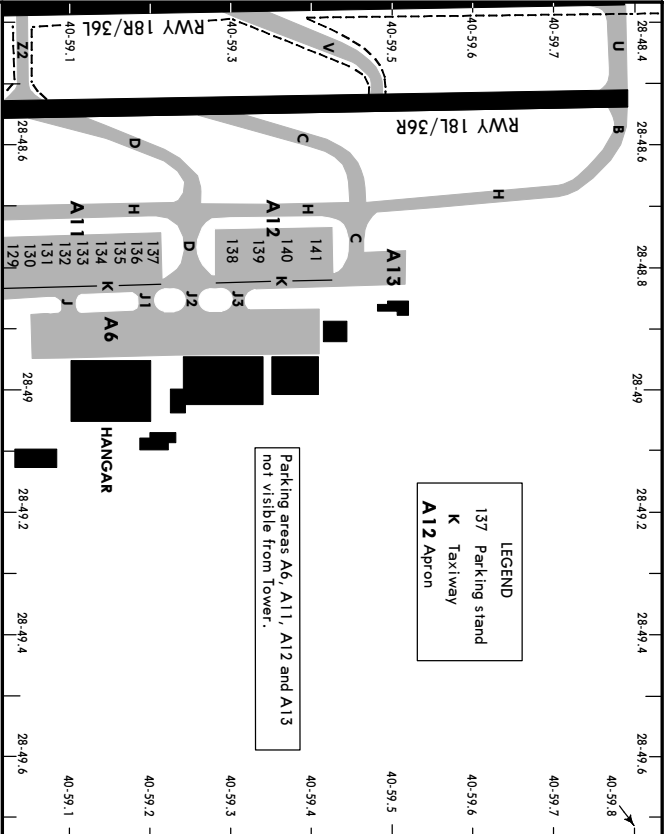 40-59.1
40-59.3
40-59.5
40-59.6
40-59.7
28-48.4
RWY 18R/36L
Z2
V
U
RWY 18L/36R
28-48.6
D
C
B
28-48.6
H
A11
H
A12
H
C
D
129
130
131
132
133
134
135
136
137
138
139
140
141
A13
28-48.8
28-48.8
K
K
J
J1
J2
J3
A6
28-49
28-49
HANGAR
Parking areas A6, A11, A12 and A13
not visible from Tower.
LEGEND
137 Parking stand
K Taxiway
A12 Apron
28-49.2
28-49.2
28-49.4
28-49.4
28-49.6
28-49.6
40-59.1
40-59.2
40-59.3
40-59.4
40-59.5
40-59.6
40-59.7
40-59.8